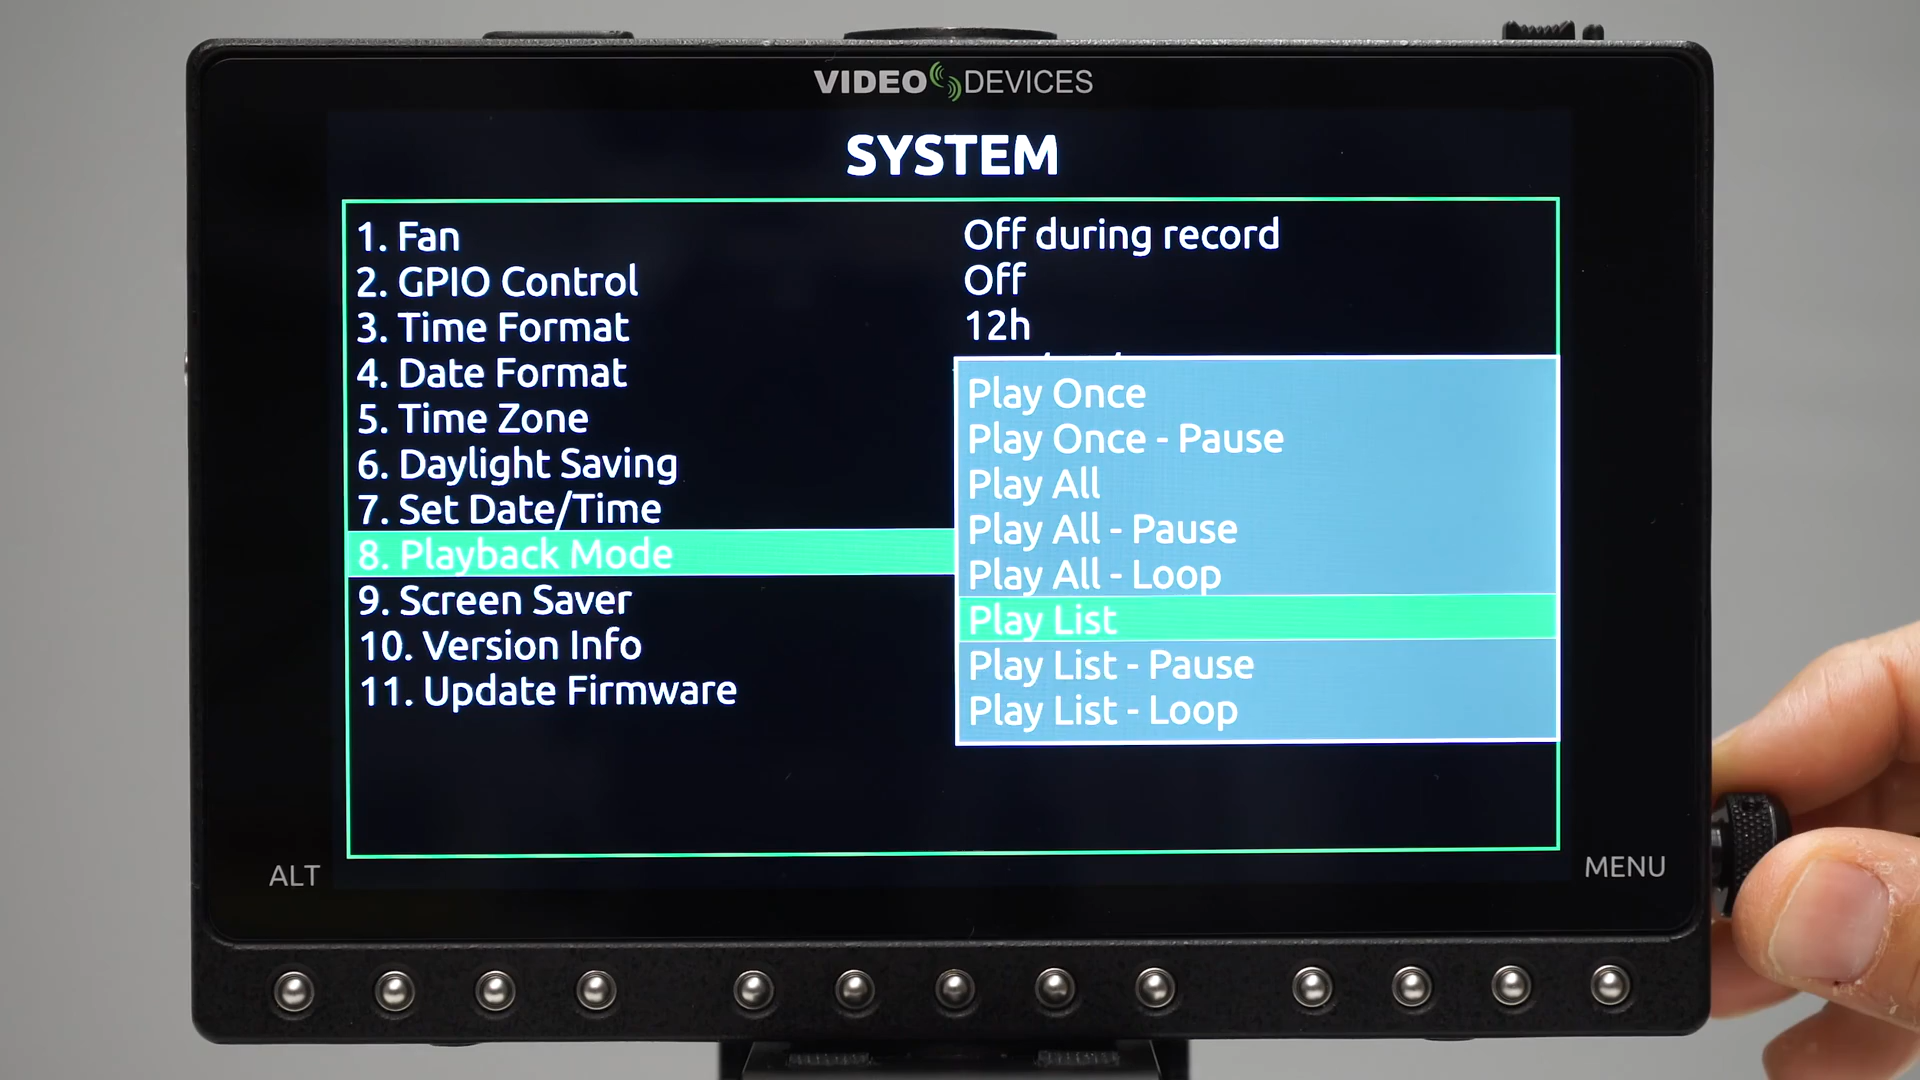 VIDEO DEVICES
SYSTEM
1. Fan Off during record
2. GPIO Control Off
3. Time Format 12h
4. Date Format
5. Time Zone
6. Daylight Saving
7. Set Date/Time
8. Playback Mode
9. Screen Saver
10. Version Info
11. Update Firmware
Play Once
Play Once - Pause
Play All
Play All - Pause
Play All - Loop
Play List
Play List - Pause
Play List - Loop
ALT
MENU